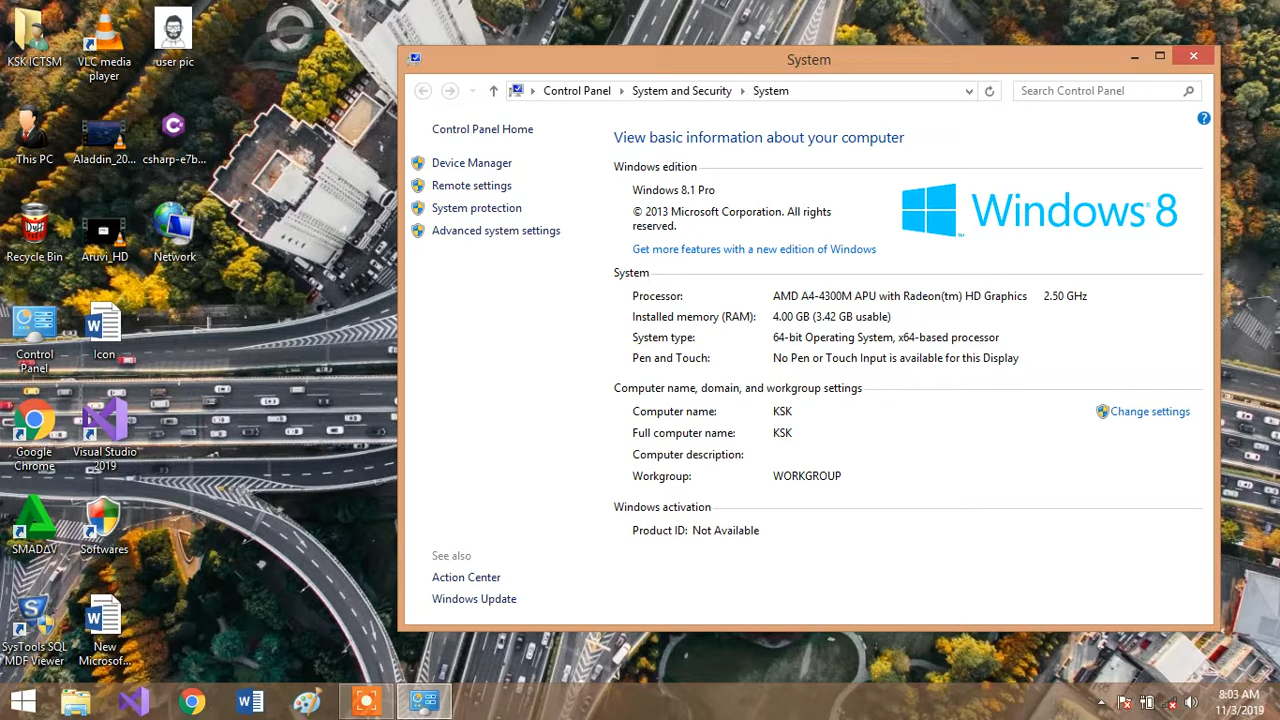 KSK ICTSM
VLC media
player
user pic
This PC
Aladdin_20...
csharp-e7b...
Recycle Bin
Aruvi_HD
Network
Control
Panel
Icon
Google
Chrome
Visual Studio
2019
SMADAV
Softwares
SysTools SQL
MDF Viewer
New
Microsof...
System
Control Panel
System and Security
System
Search Control Panel
Control Panel Home
Device Manager
Remote settings
System protection
Advanced system settings
See also
Action Center
Windows Update
View basic information about your computer
Windows edition
Windows 8.1 Pro
© 2013 Microsoft Corporation. All rights
reserved.
Get more features with a new edition of Windows
Windows® 8
System
Processor: AMD A4-4300M APU with Radeon(tm) HD Graphics 2.50 GHz
Installed memory (RAM): 4.00 GB (3.42 GB usable)
System type: 64-bit Operating System, x64-based processor
Pen and Touch: No Pen or Touch Input is available for this Display
Computer name, domain, and workgroup settings
Computer name: KSK
Change settings
Full computer name: KSK
Computer description:
Workgroup: WORKGROUP
Windows activation
Product ID: Not Available
8:03 AM
11/3/2019